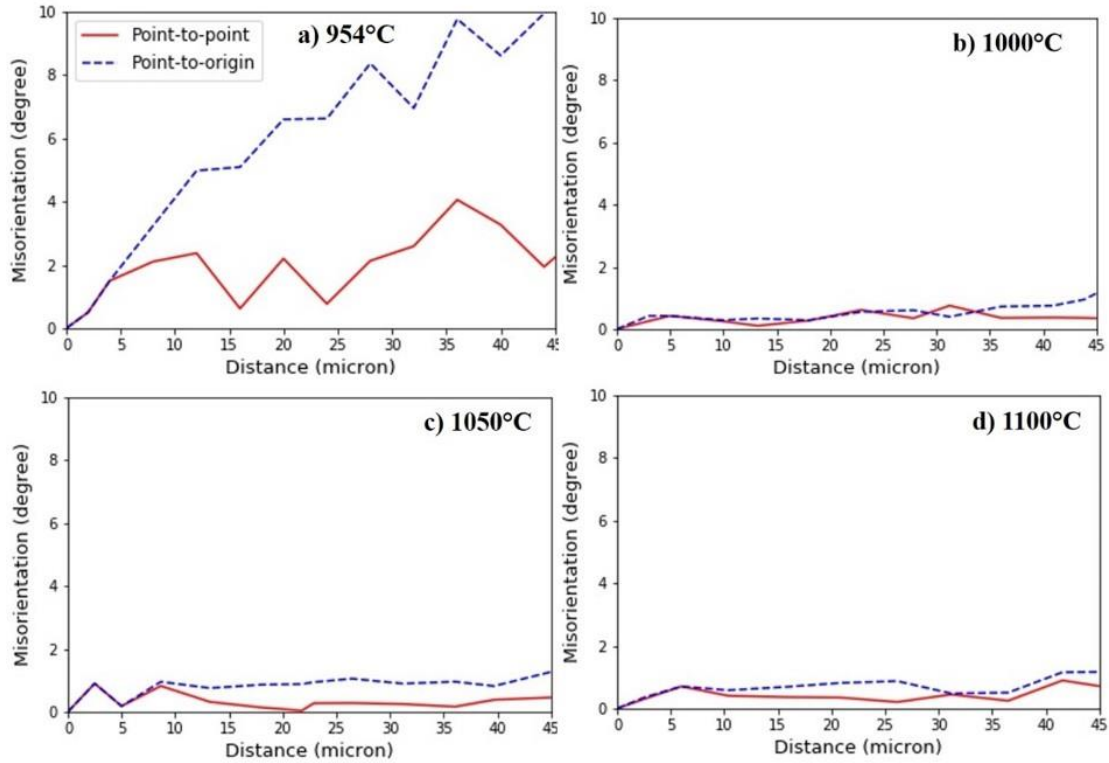 a) 954°C
Point-to-point
Point-to-origin
Misorientation (degree)
10
8
6
4
2
0
0 5 10 15 20 25 30 35 40 45
Distance (micron)
b) 1000°C
Misorientation (degree)
10
8
6
4
2
0
0 5 10 15 20 25 30 35 40 45
Distance (micron)
c) 1050°C
Misorientation (degree)
10
8
6
4
2
0
0 5 10 15 20 25 30 35 40 45
Distance (micron)
d) 1100°C
Misorientation (degree)
10
8
6
4
2
0
0 5 10 15 20 25 30 35 40 45
Distance (micron)